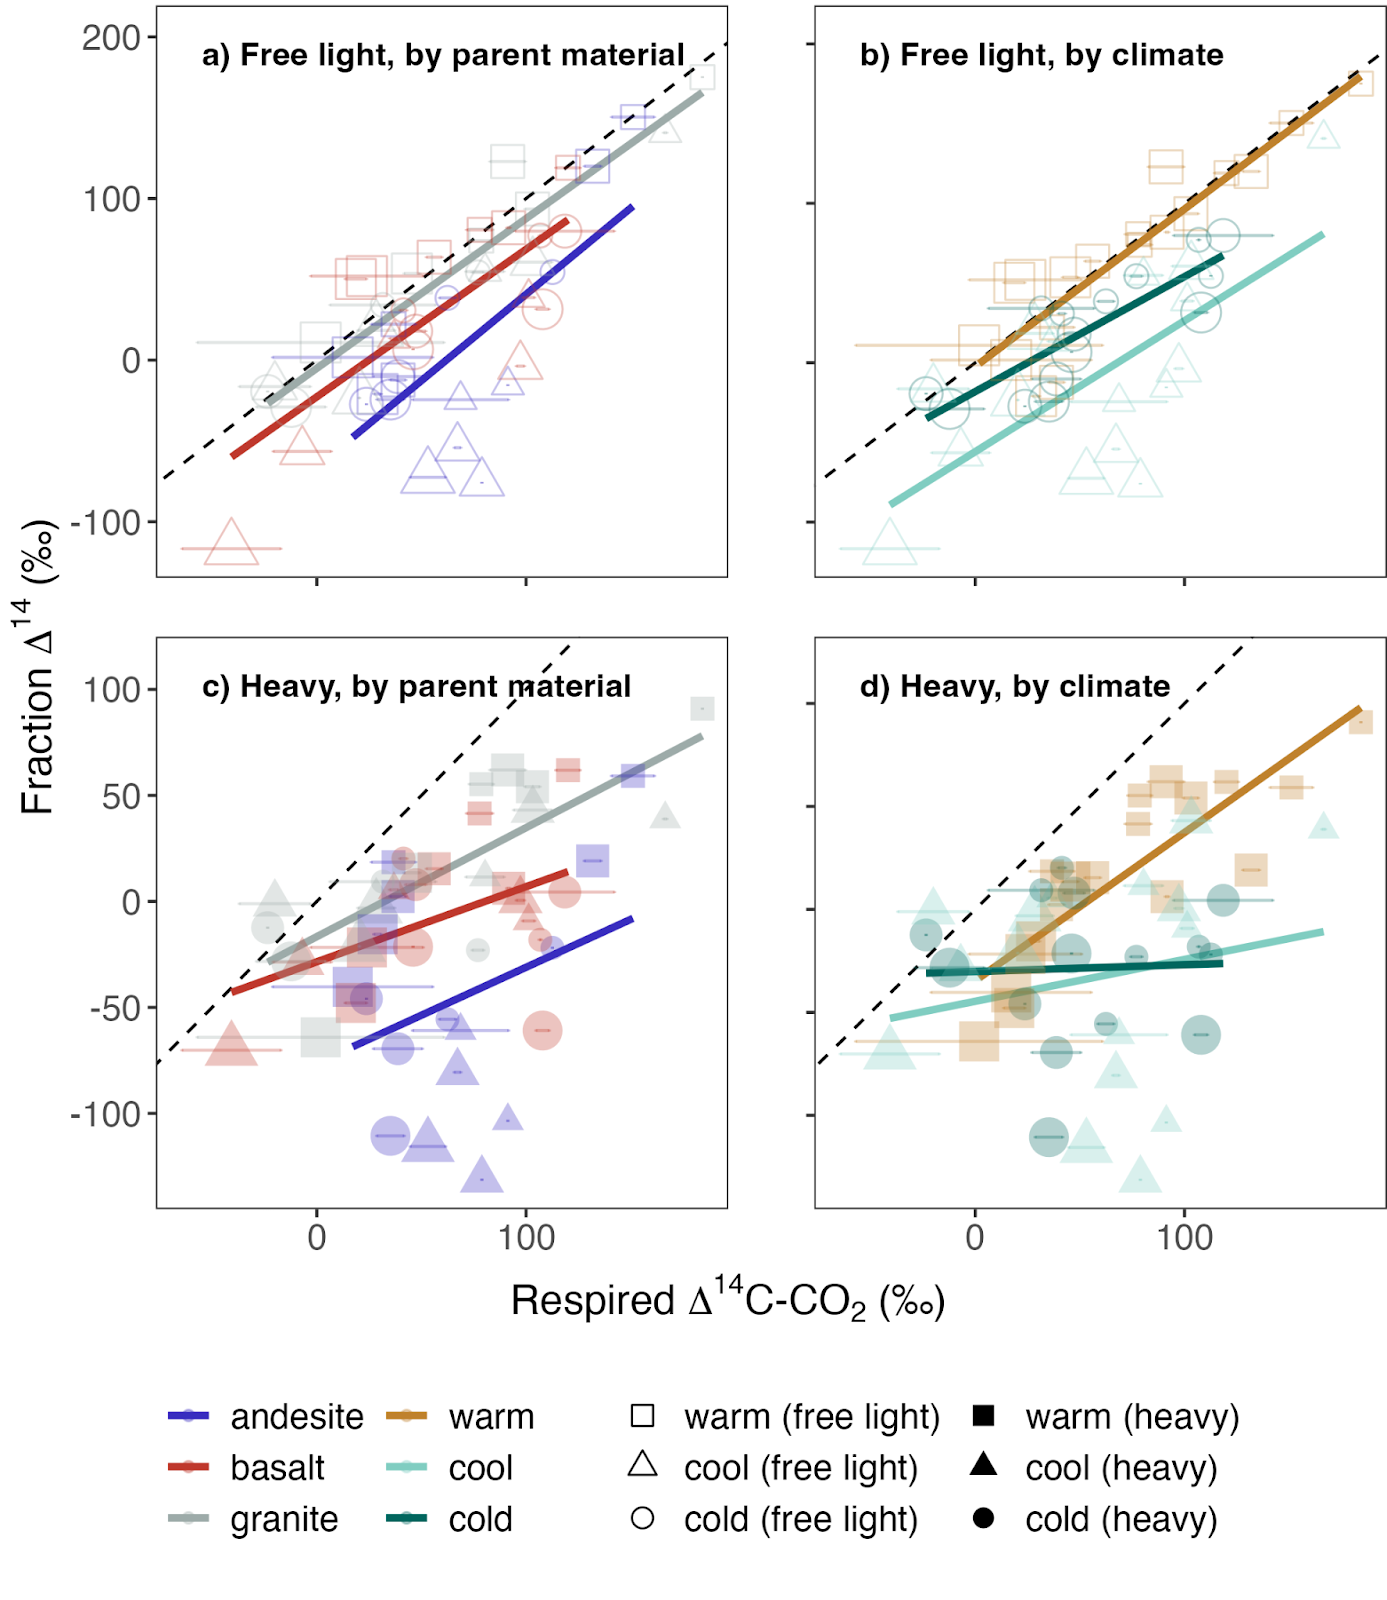 a) Free light, by parent material
b) Free light, by climate
200
100
0
-100
c) Heavy, by parent material
d) Heavy, by climate
100
50
0
-50
-100
Fraction Δ¹⁴ (‰)
0
100
0
100
Respired Δ¹⁴C-CO₂ (‰)
andesite
warm
warm (free light)
warm (heavy)
basalt
cool
cool (free light)
cool (heavy)
granite
cold
cold (free light)
cold (heavy)